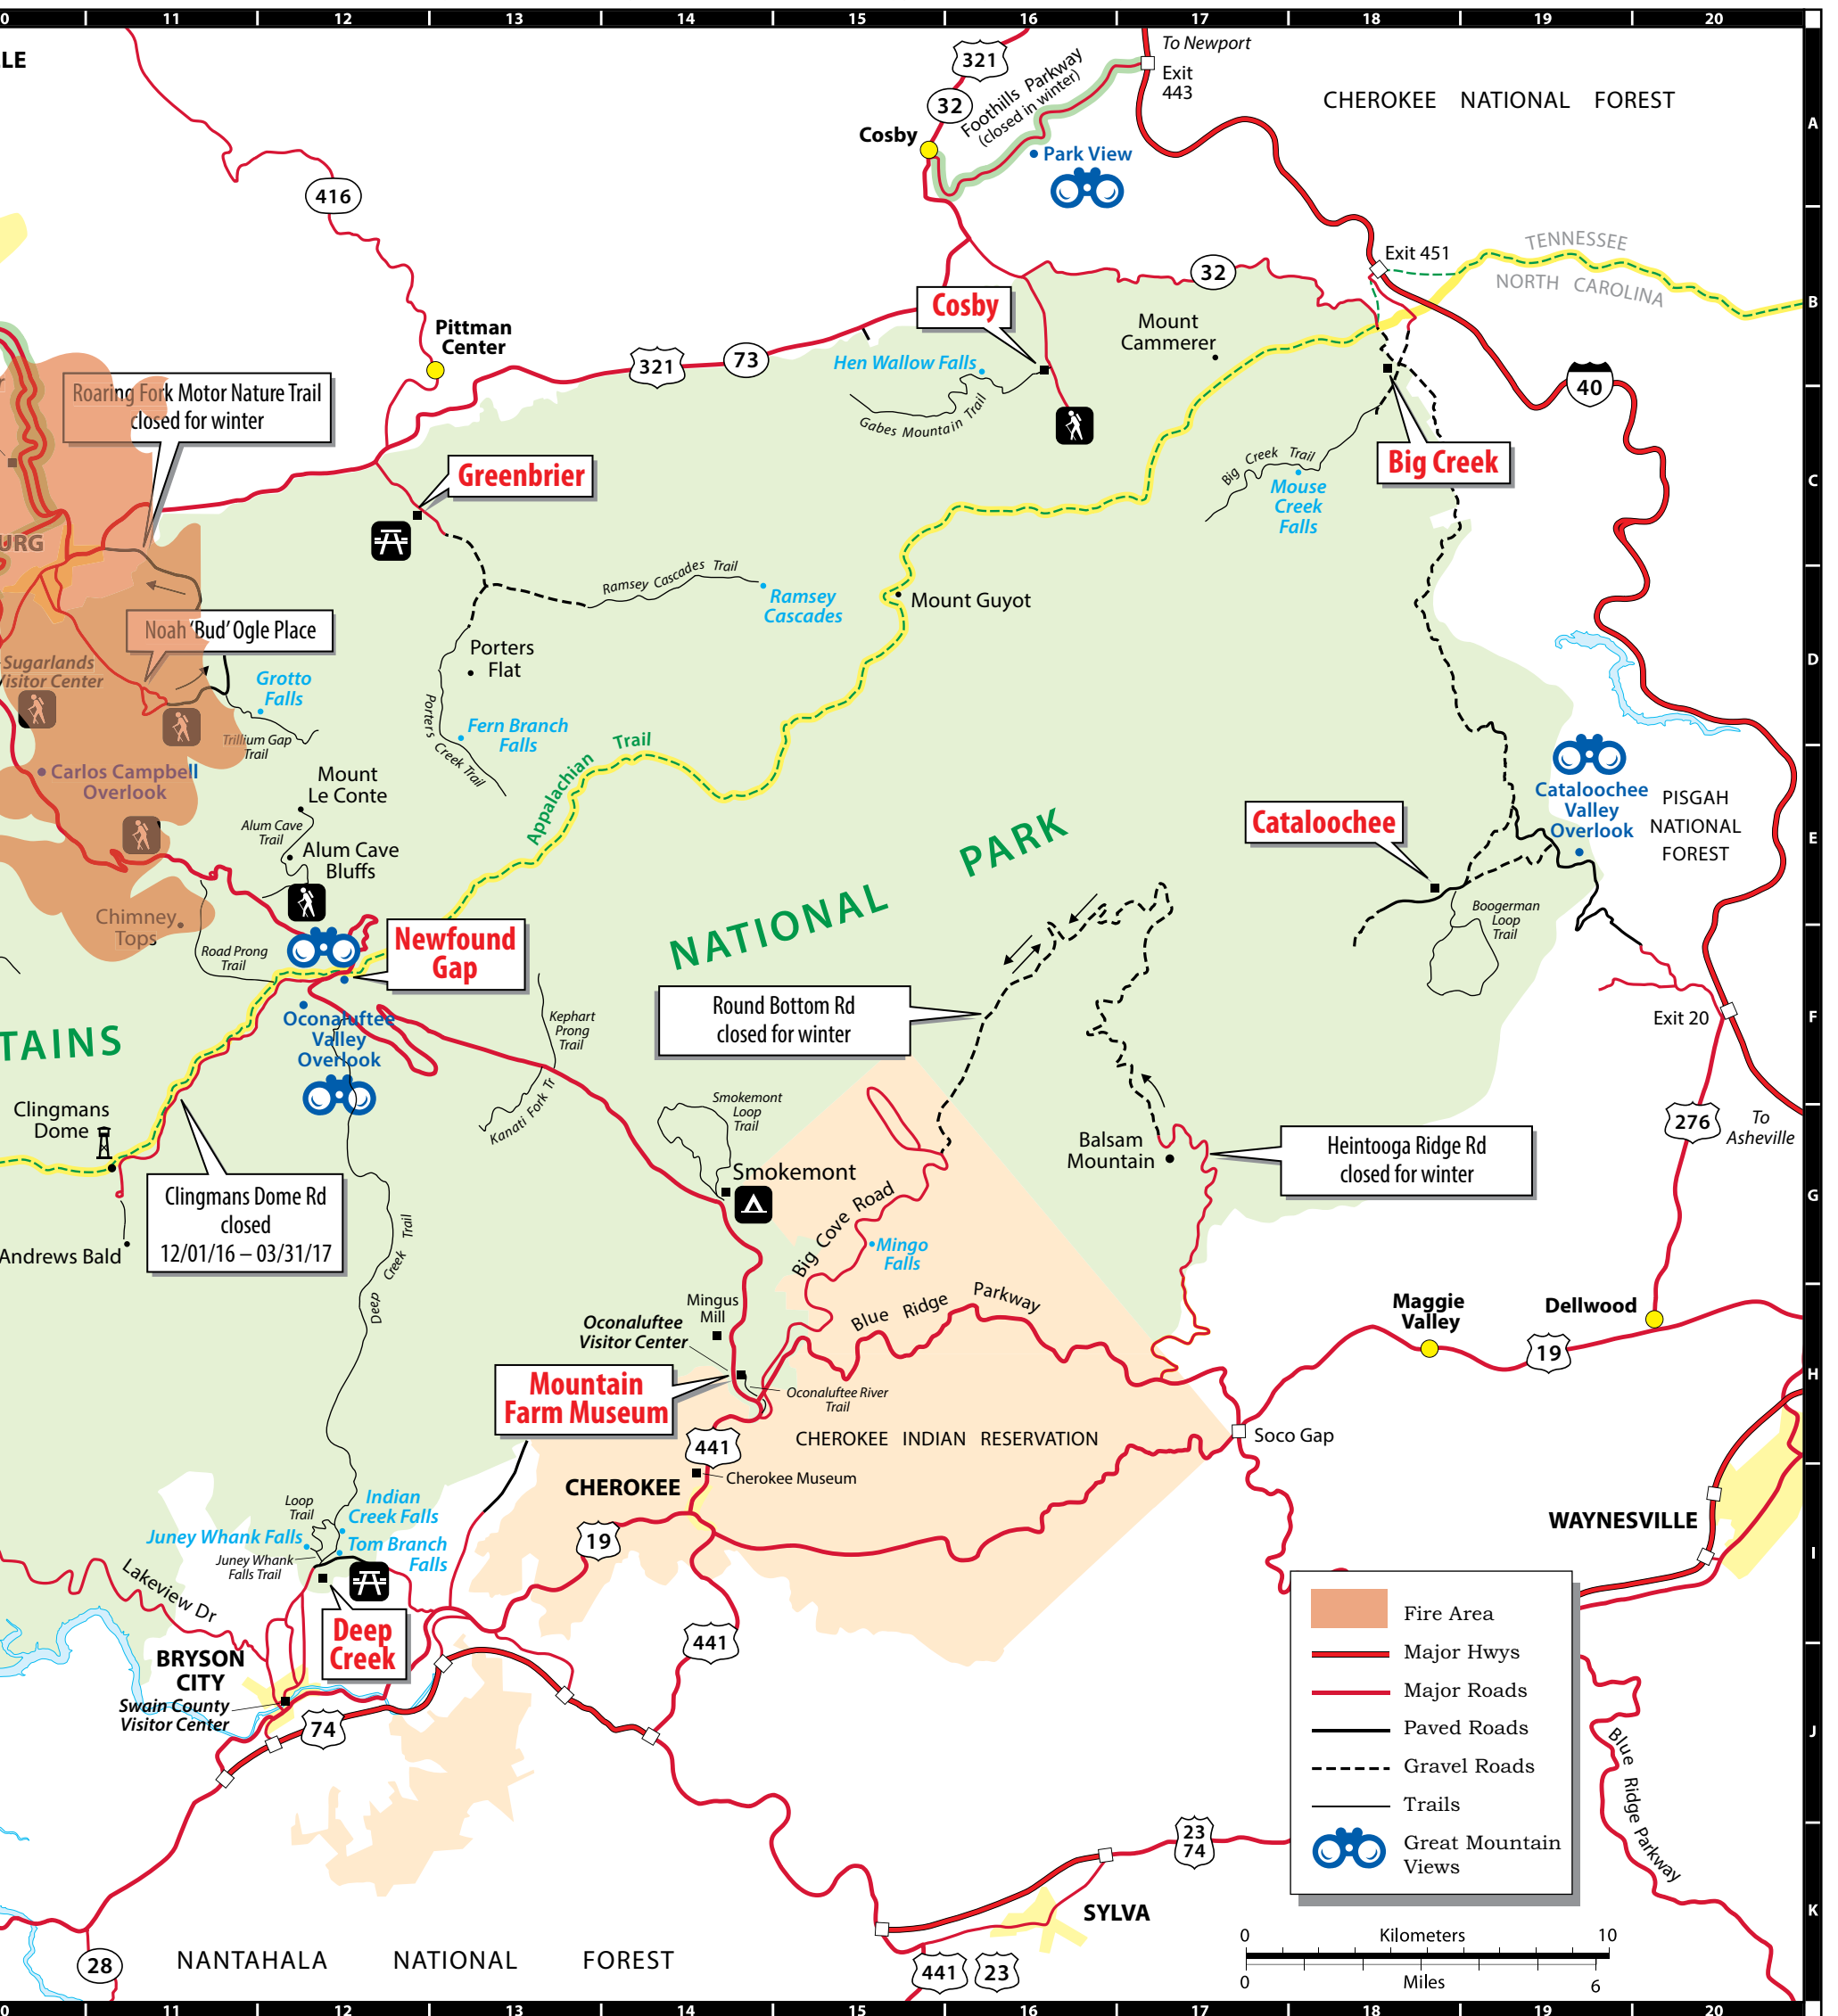 0 11 12 13 14 15 16 17 18 19 20
LE
321
To Newport
Exit
443
32
Foothills Parkway
(closed in winter)
CHEROKEE NATIONAL FOREST
A
Cosby
Park View
416
Exit 451
TENNESSEE
NORTH CAROLINA
32
B
Cosby
Mount
Cammerer
Pittman
Center
321
73
Hen Wallow Falls
40
Roaring Fork Motor Nature Trail
closed for winter
Gabes Mountain Trail
Greenbrier
Big Creek Trail
Big Creek
C
Mouse
Creek
Falls
URG
Ramsey Cascades Trail
Ramsey
Cascades
Mount Guyot
Noah 'Bud' Ogle Place
Porters
Flat
D
Sugarlands
Visitor Center
Grotto
Falls
Porters Creek Trail
Fern Branch
Falls
Trillium Gap
Trail
Appalachian Trail
Carlos Campbell
Overlook
Mount
Le Conte
Cataloochee
Valley
Overlook
PISGAH
NATIONAL
FOREST
Alum Cave
Trail
Alum Cave
Bluffs
NATIONAL PARK
Cataloochee
E
Chimney
Tops
Boogerman
Loop
Trail
Road Prong
Trail
Newfound
Gap
Round Bottom Rd
closed for winter
Oconaluftee
Valley
Overlook
Kephart
Prong
Trail
Exit 20
F
TAINS
Kanati Fork Tr
Smokemont
Loop
Trail
Clingmans
Dome
276
To
Asheville
Balsam
Mountain
Heintooga Ridge Rd
closed for winter
Smokemont
Clingmans Dome Rd
closed
12/01/16 – 03/31/17
G
Andrews Bald
Deep Creek Trail
Big Cove Road
Mingo
Falls
Mingus
Mill
Blue Ridge Parkway
Oconaluftee
Visitor Center
Maggie
Valley
Dellwood
19
Mountain
Farm Museum
Oconaluftee River
Trail
H
441
CHEROKEE INDIAN RESERVATION
Soco Gap
Cherokee Museum
CHEROKEE
Loop
Trail
Indian
Creek Falls
WAYNESVILLE
Juney Whank Falls
Tom Branch
Falls
Juney Whank
Falls Trail
19
I
Lakeview Dr
Deep
Creek
441
BRYSON
CITY
Swain County
Visitor Center
74
J
Fire Area
Major Hwys
Major Roads
Paved Roads
Gravel Roads
Trails
Great Mountain
Views
Blue Ridge Parkway
23
74
SYLVA
K
0 Kilometers 10
0 Miles 6
28
NANTAHALA NATIONAL FOREST
441
23
0 11 12 13 14 15 16 17 18 19 20